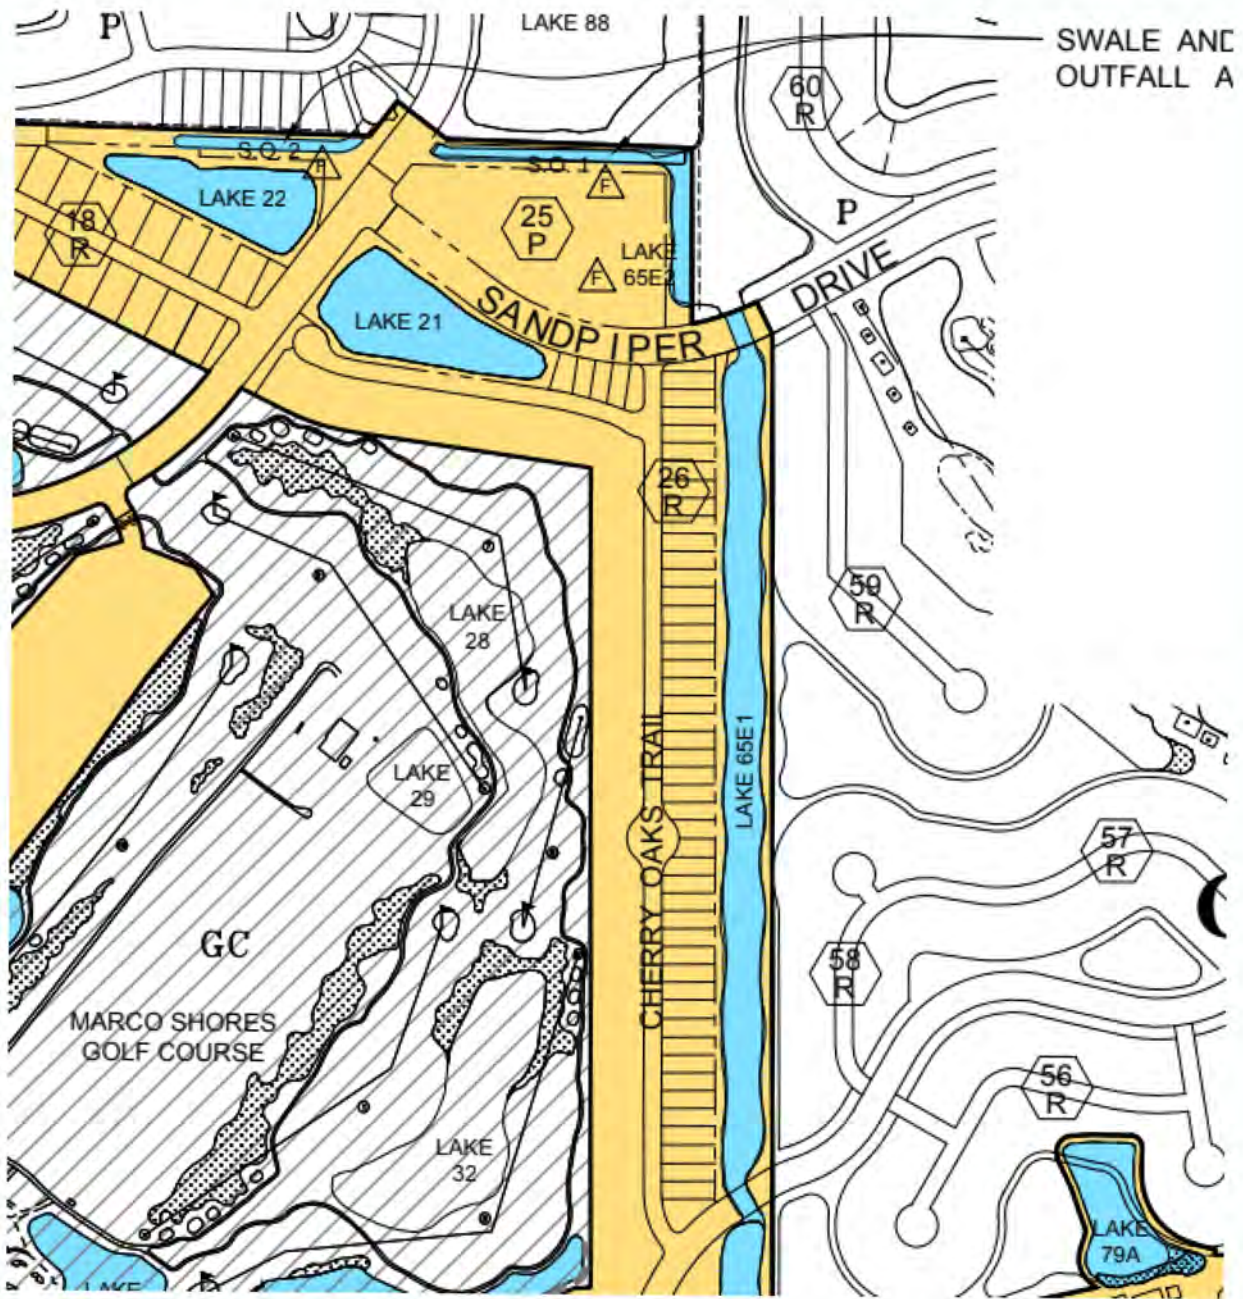 P
LAKE 88
SWALE AND
OUTFALL A
60
R
S.O. 2
F
S.O. 1
F
LAKE 22
18
R
25
P
P
LAKE
65E2
F
DRIVE
LAKE 21
SANDPIPER
26
R
59
R
LAKE
28
LAKE
29
CHERRY OAKS TRAIL
LAKE 65E1
57
R
GC
58
R
MARCO SHORES
GOLF COURSE
56
R
LAKE
32
LAKE
79A
LAKE